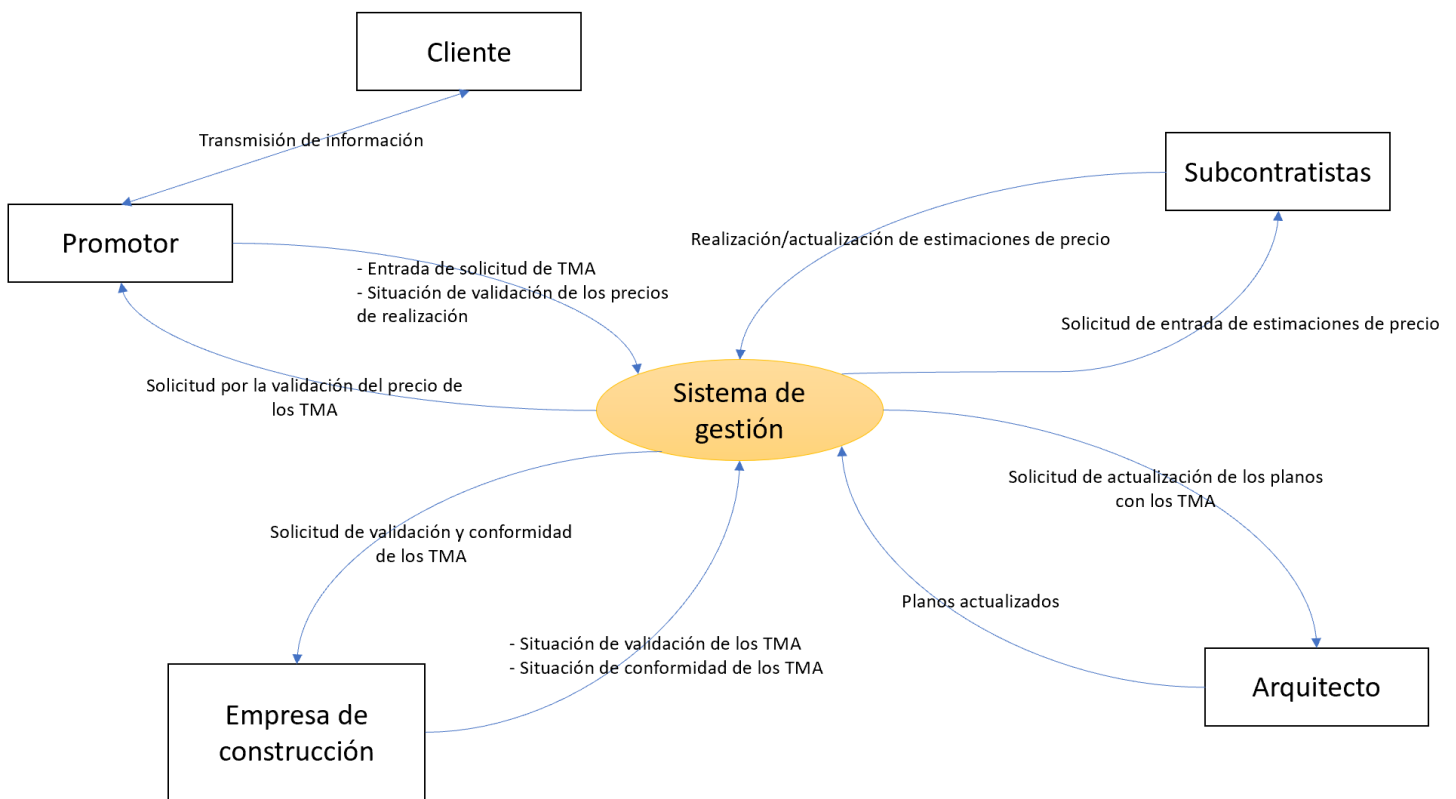 Cliente
Transmisión de información
Subcontratistas
Promotor
Realización/actualización de estimaciones de precio
- Entrada de solicitud de TMA
- Situación de validación de los precios
de realización
Solicitud de entrada de estimaciones de precio
Solicitud por la validación del precio de
los TMA
Sistema de
gestión
Solicitud de actualización de los planos
con los TMA
Solicitud de validación y conformidad
de los TMA
Planos actualizados
- Situación de validación de los TMA
- Situación de conformidad de los TMA
Arquitecto
Empresa de
construcción